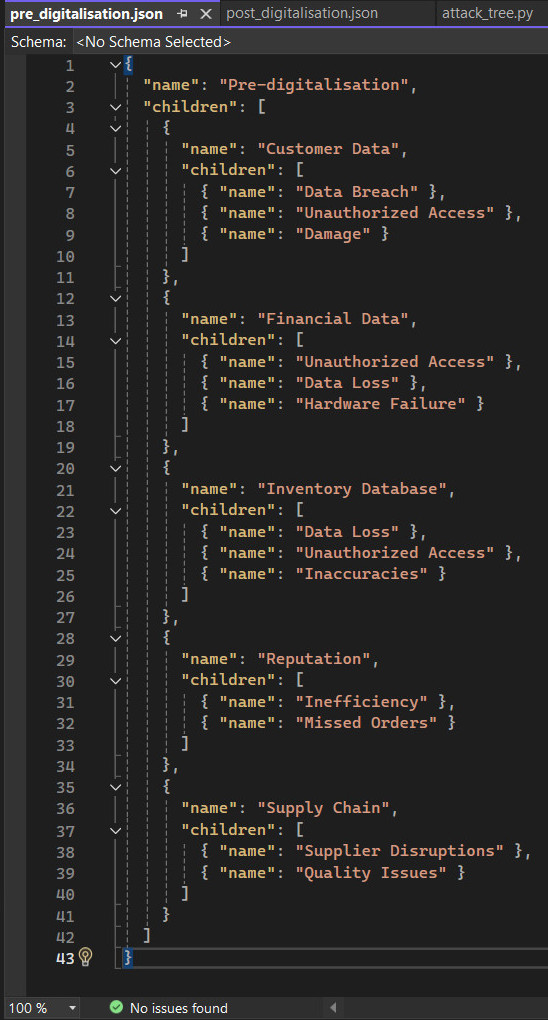 pre_digitalisation.json post_digitalisation.json attack_tree.py
Schema: <No Schema Selected>
1 {
2 "name": "Pre-digitalisation",
3 "children": [
4 {
5 "name": "Customer Data",
6 "children": [
7 { "name": "Data Breach" },
8 { "name": "Unauthorized Access" },
9 { "name": "Damage" }
10 ]
11 },
12 {
13 "name": "Financial Data",
14 "children": [
15 { "name": "Unauthorized Access" },
16 { "name": "Data Loss" },
17 { "name": "Hardware Failure" }
18 ]
19 },
20 {
21 "name": "Inventory Database",
22 "children": [
23 { "name": "Data Loss" },
24 { "name": "Unauthorized Access" },
25 { "name": "Inaccuracies" }
26 ]
27 },
28 {
29 "name": "Reputation",
30 "children": [
31 { "name": "Inefficiency" },
32 { "name": "Missed Orders" }
33 ]
34 },
35 {
36 "name": "Supply Chain",
37 "children": [
38 { "name": "Supplier Disruptions" },
39 { "name": "Quality Issues" }
40 ]
41 }
42 ]
43 }
100 % No issues found